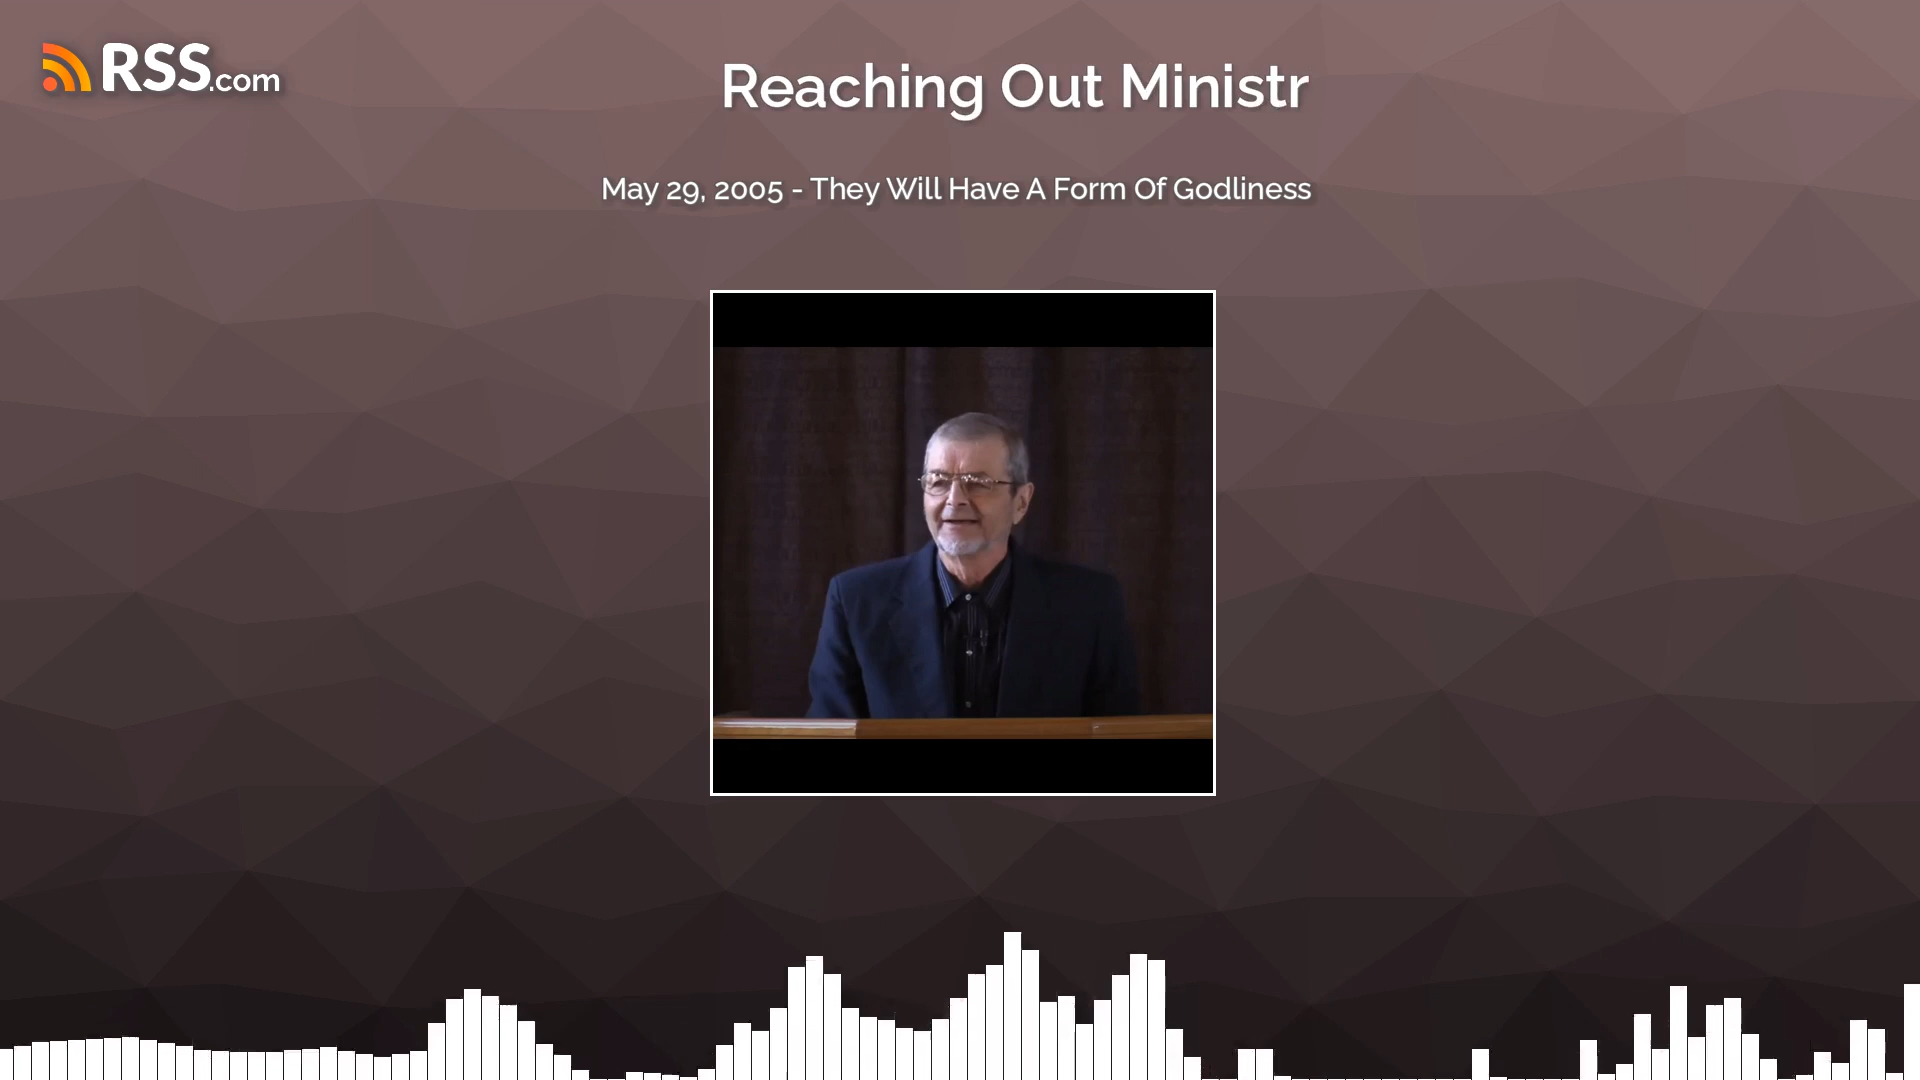 RSS.com
Reaching Out Ministr
May 29, 2005 - They Will Have A Form Of Godliness